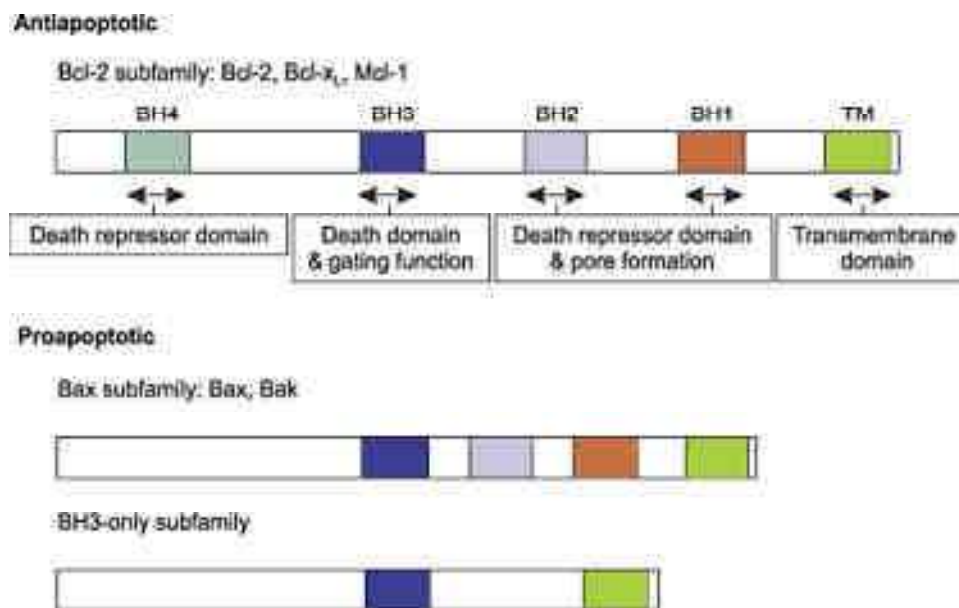 Antiapoptotic
Bcl-2 subfamily: Bcl-2, Bcl-xL, Mcl-1
BH4 BH3 BH2 BH1 TM
Death repressor domain
Death domain
& gating function
Death repressor domain
& pore formation
Transmembrane
domain
Proapoptotic
Bax subfamily: Bax, Bak
BH3-only subfamily